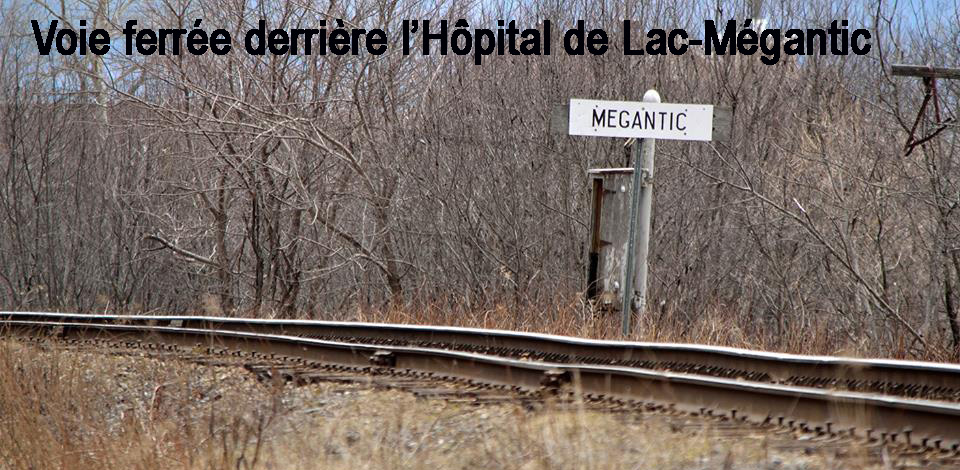 Voie ferrée derrière l’Hôpital de Lac-Mégantic
MEGANTIC